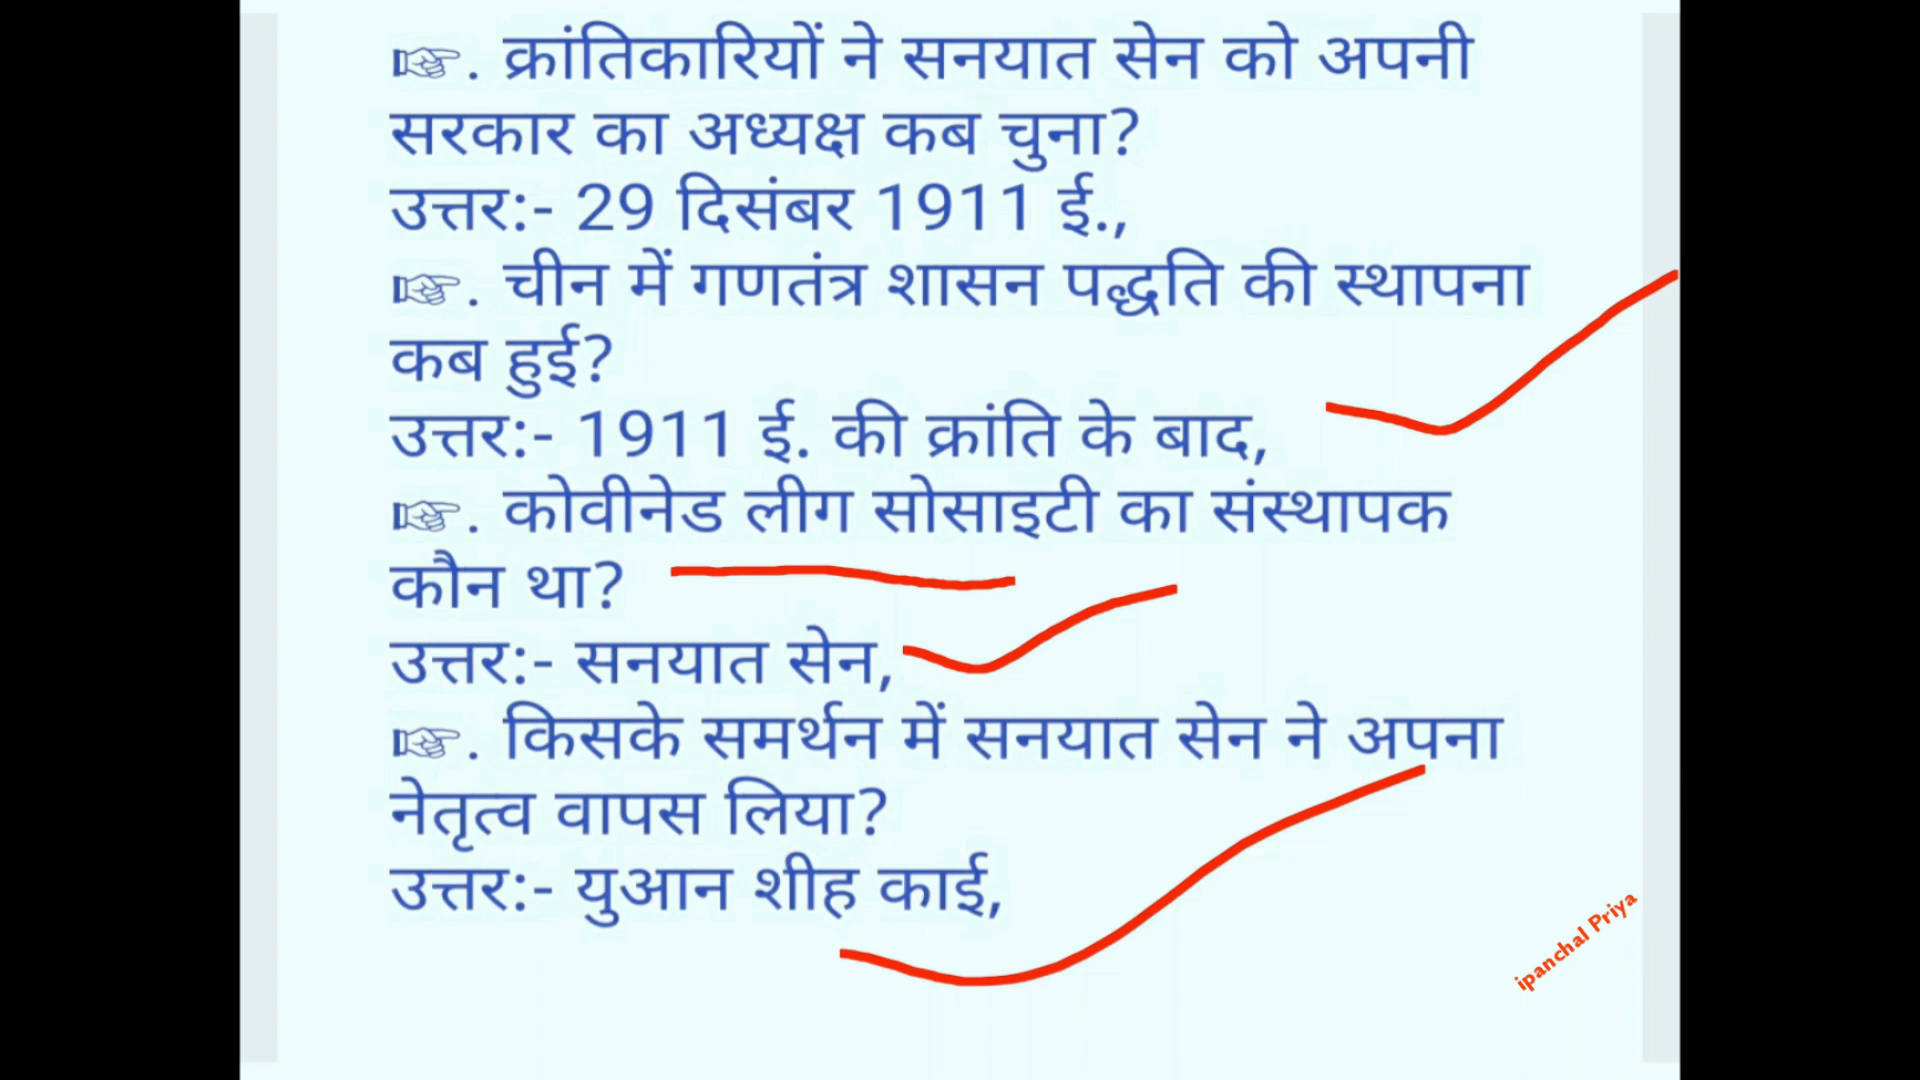 ☞. क्रांतिकारियों ने सनयात सेन को अपनी
सरकार का अध्यक्ष कब चुना?
उत्तर:- 29 दिसंबर 1911 ई.,
☞. चीन में गणतंत्र शासन पद्धति की स्थापना
कब हुई?
उत्तर:- 1911 ई. की क्रांति के बाद,
☞. कोवीनेड लीग सोसाइटी का संस्थापक
कौन था?
उत्तर:- सनयात सेन,
☞. किसके समर्थन में सनयात सेन ने अपना
नेतृत्व वापस लिया?
उत्तर:- युआन शीह काई,
ipanchal Priya